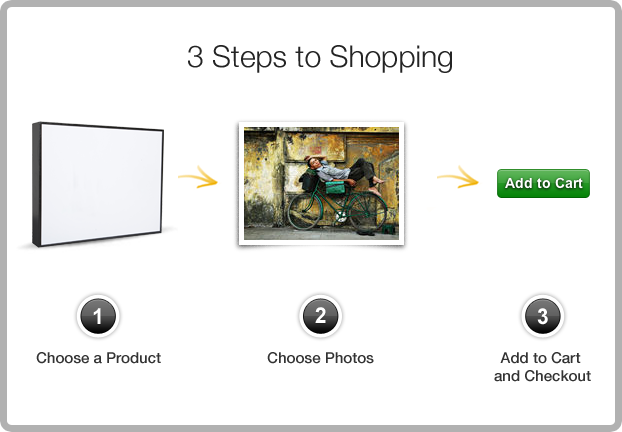 3 Steps to Shopping
Add to Cart
1
2
3
Choose a Product
Choose Photos
Add to Cart
and Checkout